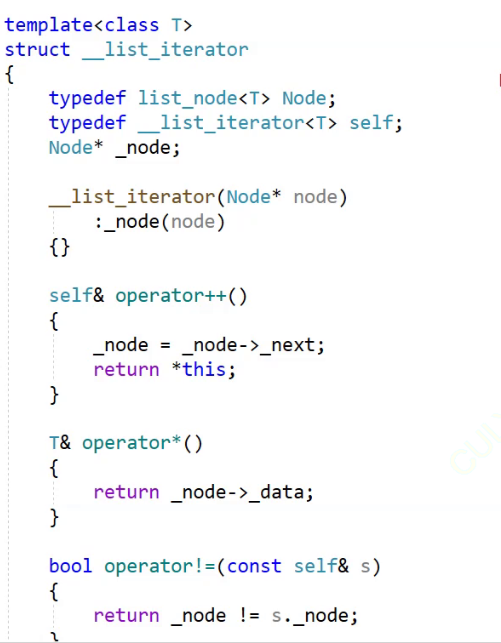 template<class T>
struct __list_iterator
{
    typedef list_node<T> Node;
    typedef __list_iterator<T> self;
    Node* _node;

    __list_iterator(Node* node)
        :_node(node)
    {}

    self& operator++()
    {
        _node = _node->_next;
        return *this;
    }

    T& operator*()
    {
        return _node->_data;
    }

    bool operator!=(const self& s)
    {
        return _node != s._node;
    }